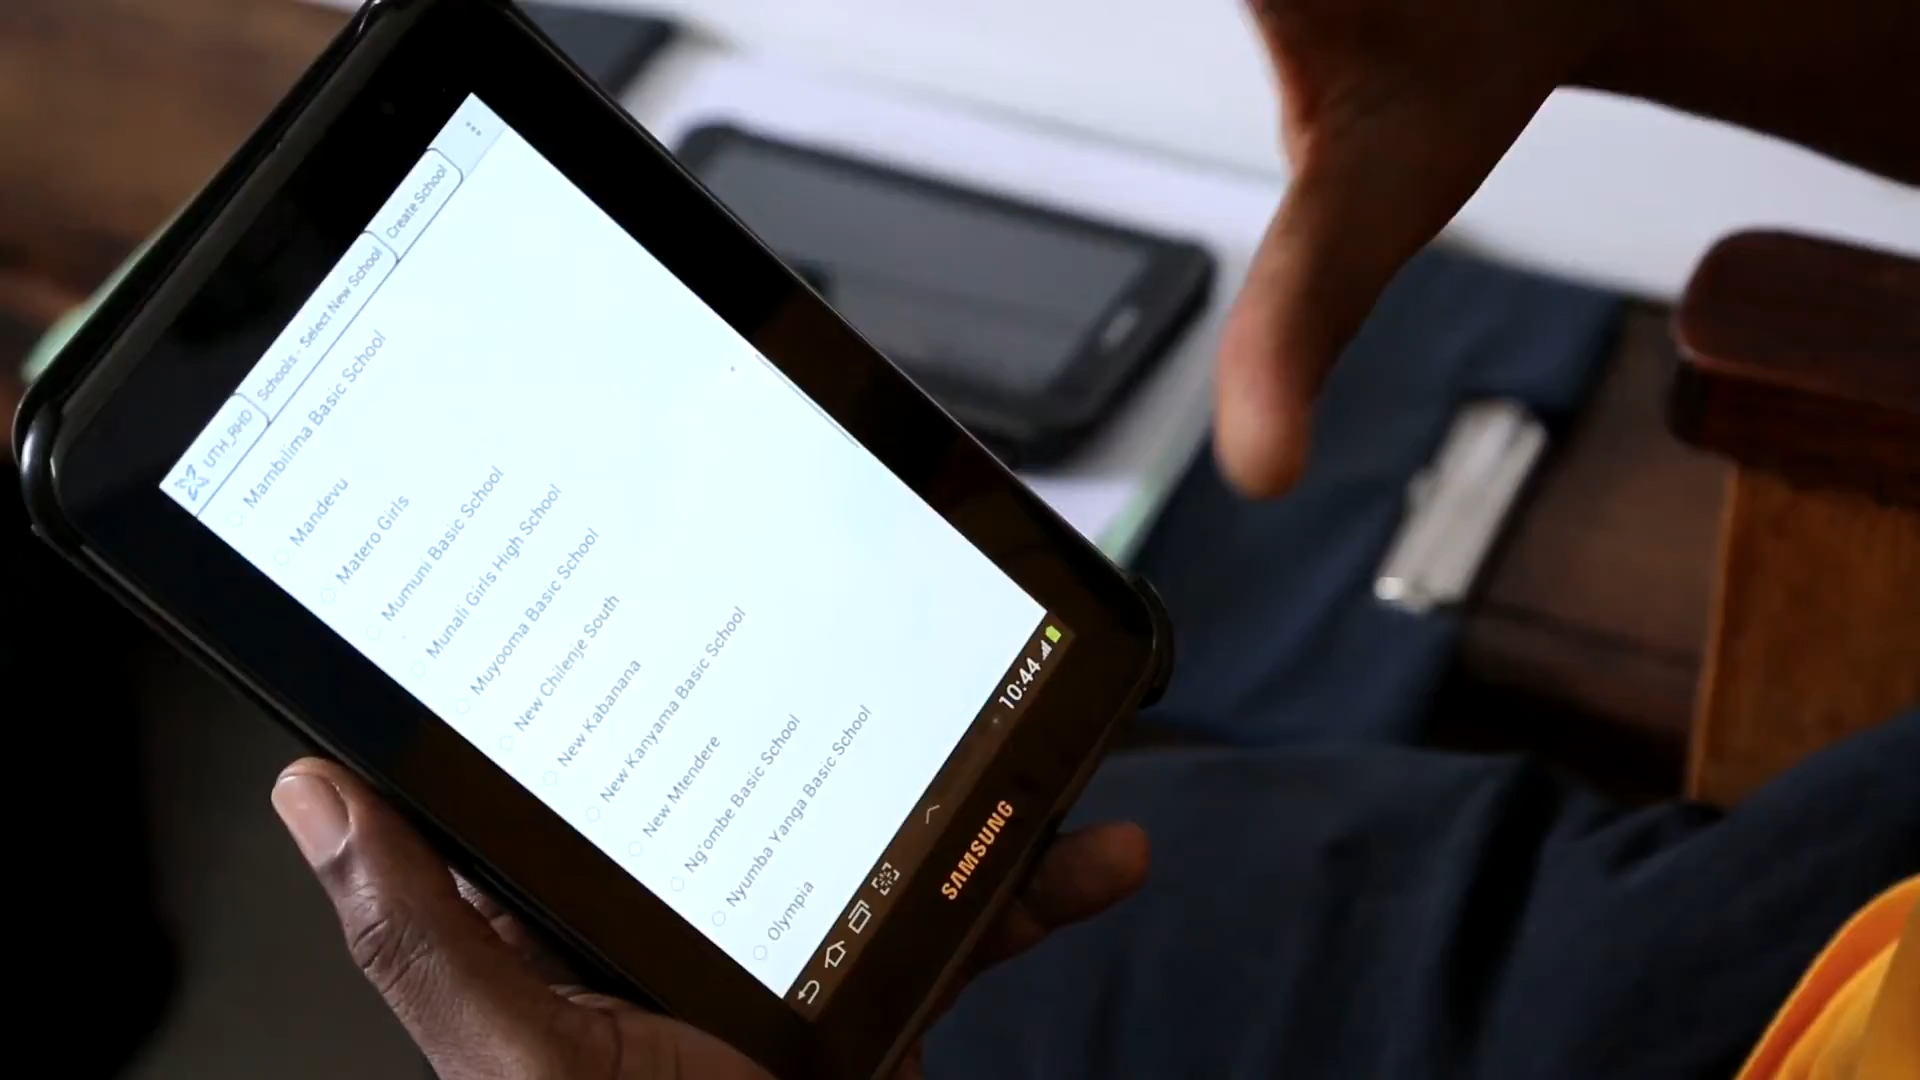 UTH_RHD
Schools - Select New School
Create School
Mambilima Basic School
Mandevu
Matero Girls
Mumuni Basic School
Munali Girls High School
Muyooma Basic School
New Chilenje South
New Kabanana
New Kanyama Basic School
New Mtendere
Ng'ombe Basic School
Nyumba Yanga Basic School
Olympia
10:44
SAMSUNG